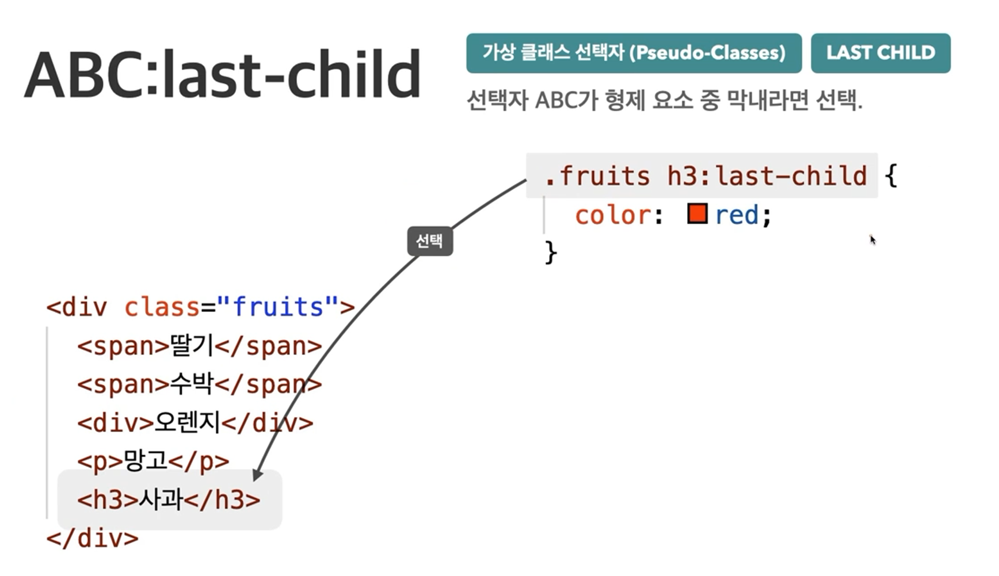 ABC:last-child
가상 클래스 선택자 (Pseudo-Classes)
LAST CHILD
선택자 ABC가 형제 요소 중 막내라면 선택.
.fruits h3:last-child {
color: red;
}
선택
<div class="fruits">
<span>딸기</span>
<span>수박</span>
<div>오렌지</div>
<p>망고</p>
<h3>사과</h3>
</div>